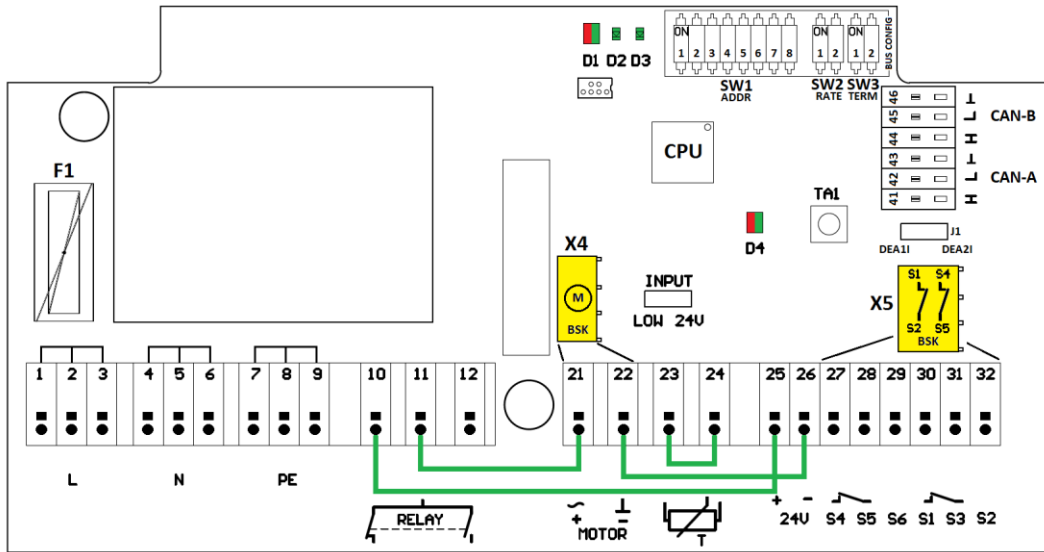 ON
1 2 3 4 5 6 7 8
ON
1 2
ON
1 2
BUS CONFIG
D1 D2 D3
SW1
ADDR
SW2
RATE
SW3
TERM
46
45
44
43
42
41
CAN-B
CAN-A
CPU
F1
TA1
D4
J1
DEA1I DEA2I
X4
M
BSK
INPUT
LOW 24V
X5
S1 S4
S2 S5
BSK
1 2 3 4 5 6 7 8 9 10 11 12 21 22 23 24 25 26 27 28 29 30 31 32
L N PE
RELAY
~ ⊥
+ -
MOTOR
T
+ -
24V S4 S5 S6 S1 S3 S2